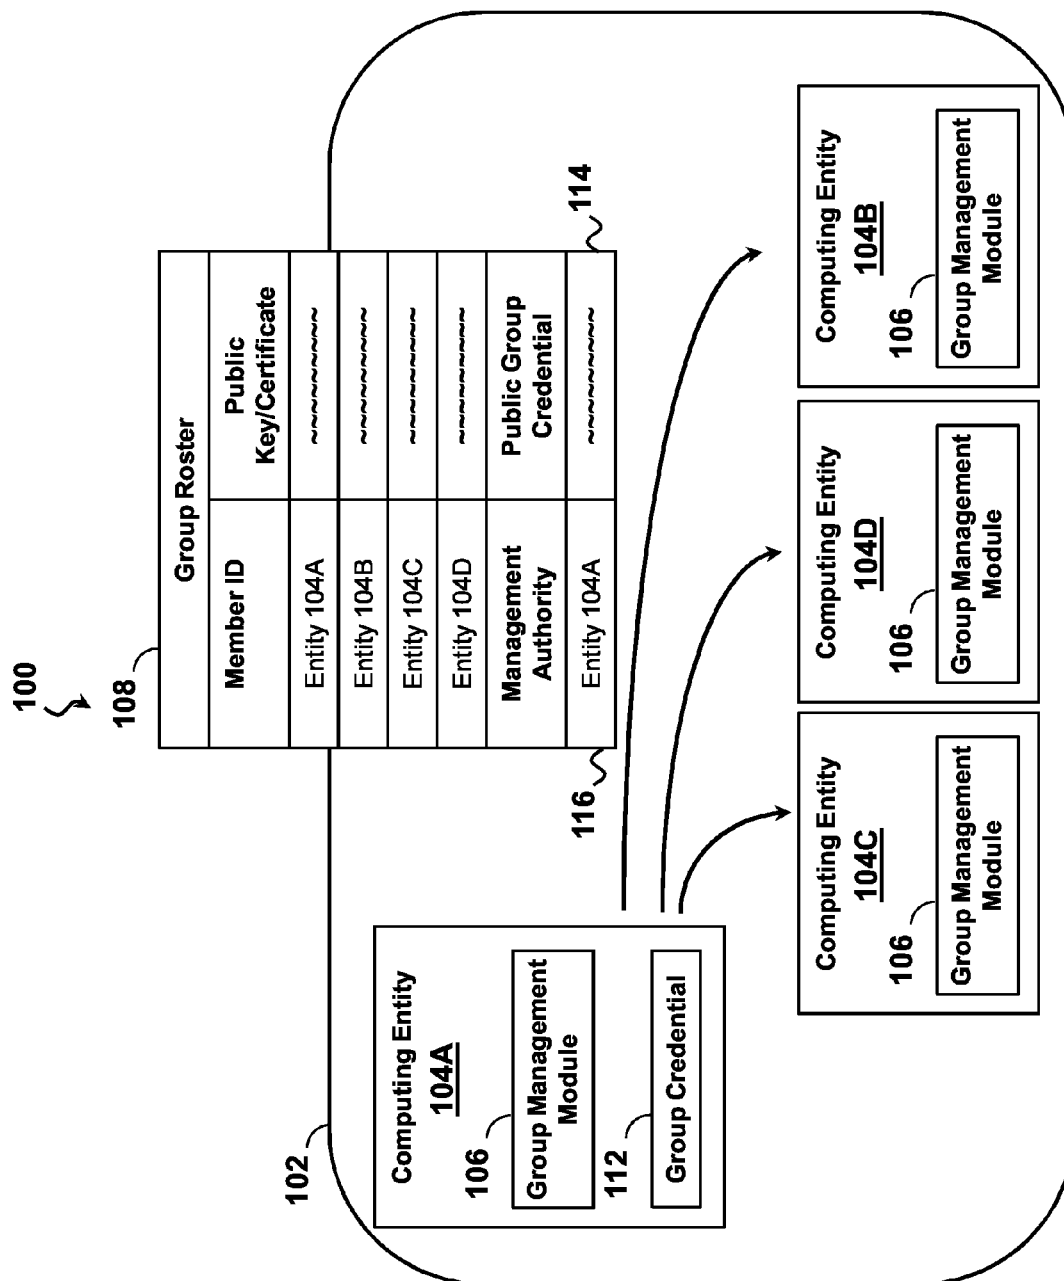 100
108
Group Roster
Member ID
Public
Key/Certificate
Entity 104A
~~~~~~~~~
Entity 104B
~~~~~~~~~
Entity 104C
~~~~~~~~~
Entity 104D
~~~~~~~~~
Management
Authority
Public Group
Credential
Entity 104A
~~~~~~~~~
116
114
102
Computing Entity
104A
106
Group Management
Module
112
Group Credential
Computing Entity
104C
106
Group Management
Module
Computing Entity
104D
106
Group Management
Module
Computing Entity
104B
106
Group Management
Module